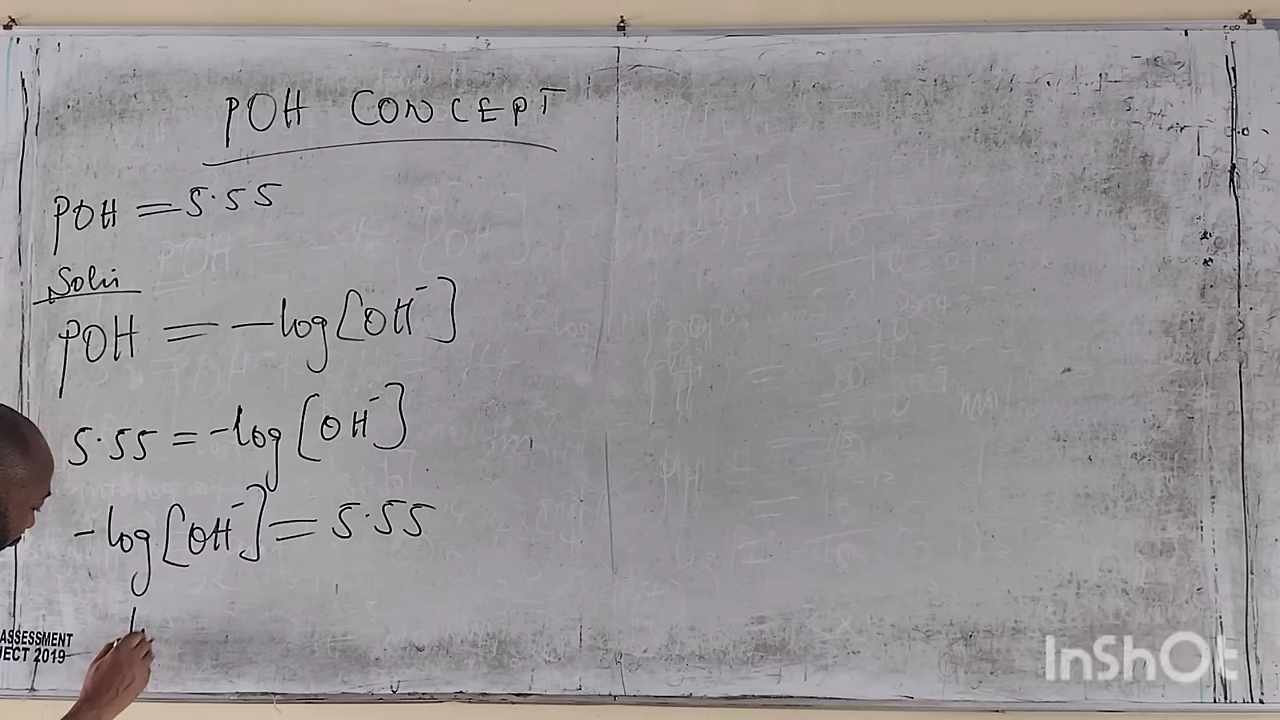 POH CONCEPT
POH = 5.55
Soln
POH = -log[OH⁻]
5.55 = -log[OH⁻]
-log[OH⁻] = 5.55
ASSESSMENT
JECT 2019
InShOt